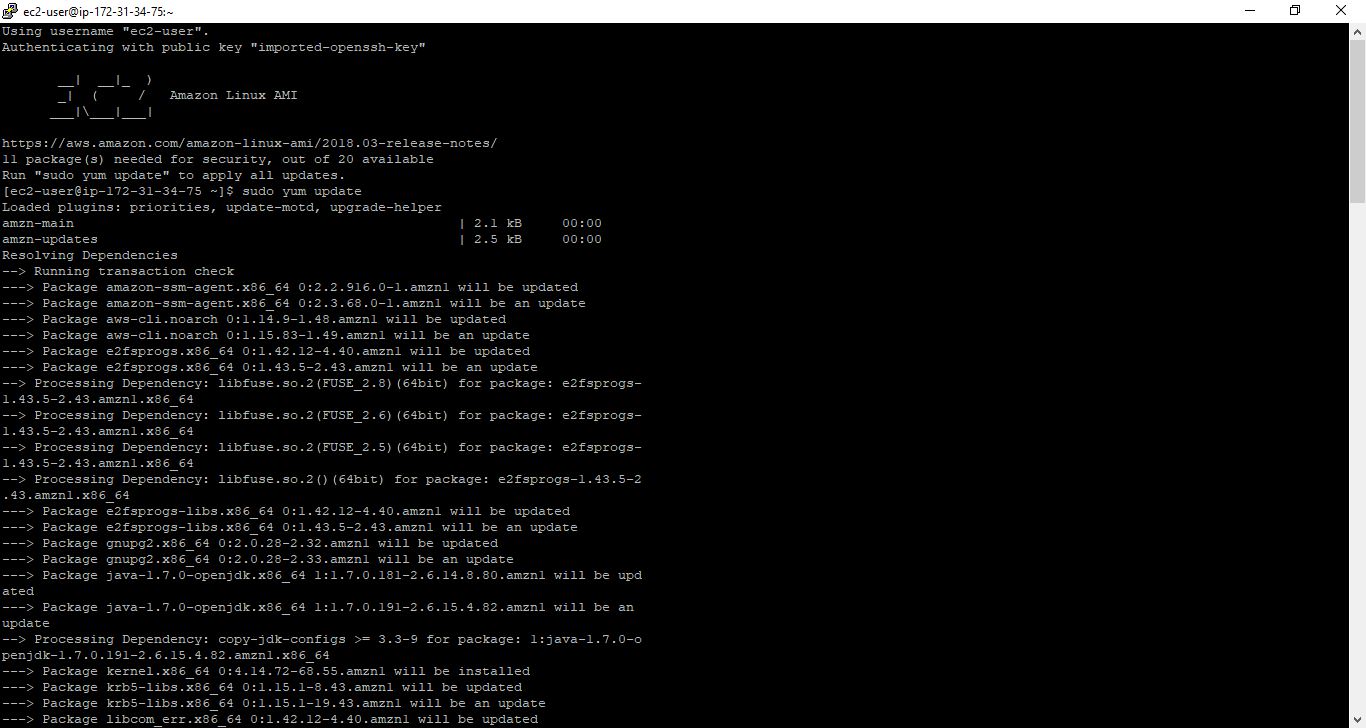 ec2-user@ip-172-31-34-75:~
Using username "ec2-user".
Authenticating with public key "imported-openssh-key"
       __|  __|_  )
       _|  (     /   Amazon Linux AMI
      ___|\___|___|
https://aws.amazon.com/amazon-linux-ami/2018.03-release-notes/
11 package(s) needed for security, out of 20 available
Run "sudo yum update" to apply all updates.
[ec2-user@ip-172-31-34-75 ~]$ sudo yum update
Loaded plugins: priorities, update-motd, upgrade-helper
amzn-main                                                | 2.1 kB     00:00
amzn-updates                                             | 2.5 kB     00:00
Resolving Dependencies
--> Running transaction check
---> Package amazon-ssm-agent.x86_64 0:2.2.916.0-1.amzn1 will be updated
---> Package amazon-ssm-agent.x86_64 0:2.3.68.0-1.amzn1 will be an update
---> Package aws-cli.noarch 0:1.14.9-1.48.amzn1 will be updated
---> Package aws-cli.noarch 0:1.15.83-1.49.amzn1 will be an update
---> Package e2fsprogs.x86_64 0:1.42.12-4.40.amzn1 will be updated
---> Package e2fsprogs.x86_64 0:1.43.5-2.43.amzn1 will be an update
--> Processing Dependency: libfuse.so.2(FUSE_2.8)(64bit) for package: e2fsprogs-
1.43.5-2.43.amzn1.x86_64
--> Processing Dependency: libfuse.so.2(FUSE_2.6)(64bit) for package: e2fsprogs-
1.43.5-2.43.amzn1.x86_64
--> Processing Dependency: libfuse.so.2(FUSE_2.5)(64bit) for package: e2fsprogs-
1.43.5-2.43.amzn1.x86_64
--> Processing Dependency: libfuse.so.2()(64bit) for package: e2fsprogs-1.43.5-2
.43.amzn1.x86_64
---> Package e2fsprogs-libs.x86_64 0:1.42.12-4.40.amzn1 will be updated
---> Package e2fsprogs-libs.x86_64 0:1.43.5-2.43.amzn1 will be an update
---> Package gnupg2.x86_64 0:2.0.28-2.32.amzn1 will be updated
---> Package gnupg2.x86_64 0:2.0.28-2.33.amzn1 will be an update
---> Package java-1.7.0-openjdk.x86_64 1:1.7.0.181-2.6.14.8.80.amzn1 will be upd
ated
---> Package java-1.7.0-openjdk.x86_64 1:1.7.0.191-2.6.15.4.82.amzn1 will be an
update
--> Processing Dependency: copy-jdk-configs >= 3.3-9 for package: 1:java-1.7.0-o
penjdk-1.7.0.191-2.6.15.4.82.amzn1.x86_64
---> Package kernel.x86_64 0:4.14.72-68.55.amzn1 will be installed
---> Package krb5-libs.x86_64 0:1.15.1-8.43.amzn1 will be updated
---> Package krb5-libs.x86_64 0:1.15.1-19.43.amzn1 will be an update
---> Package libcom_err.x86_64 0:1.42.12-4.40.amzn1 will be updated